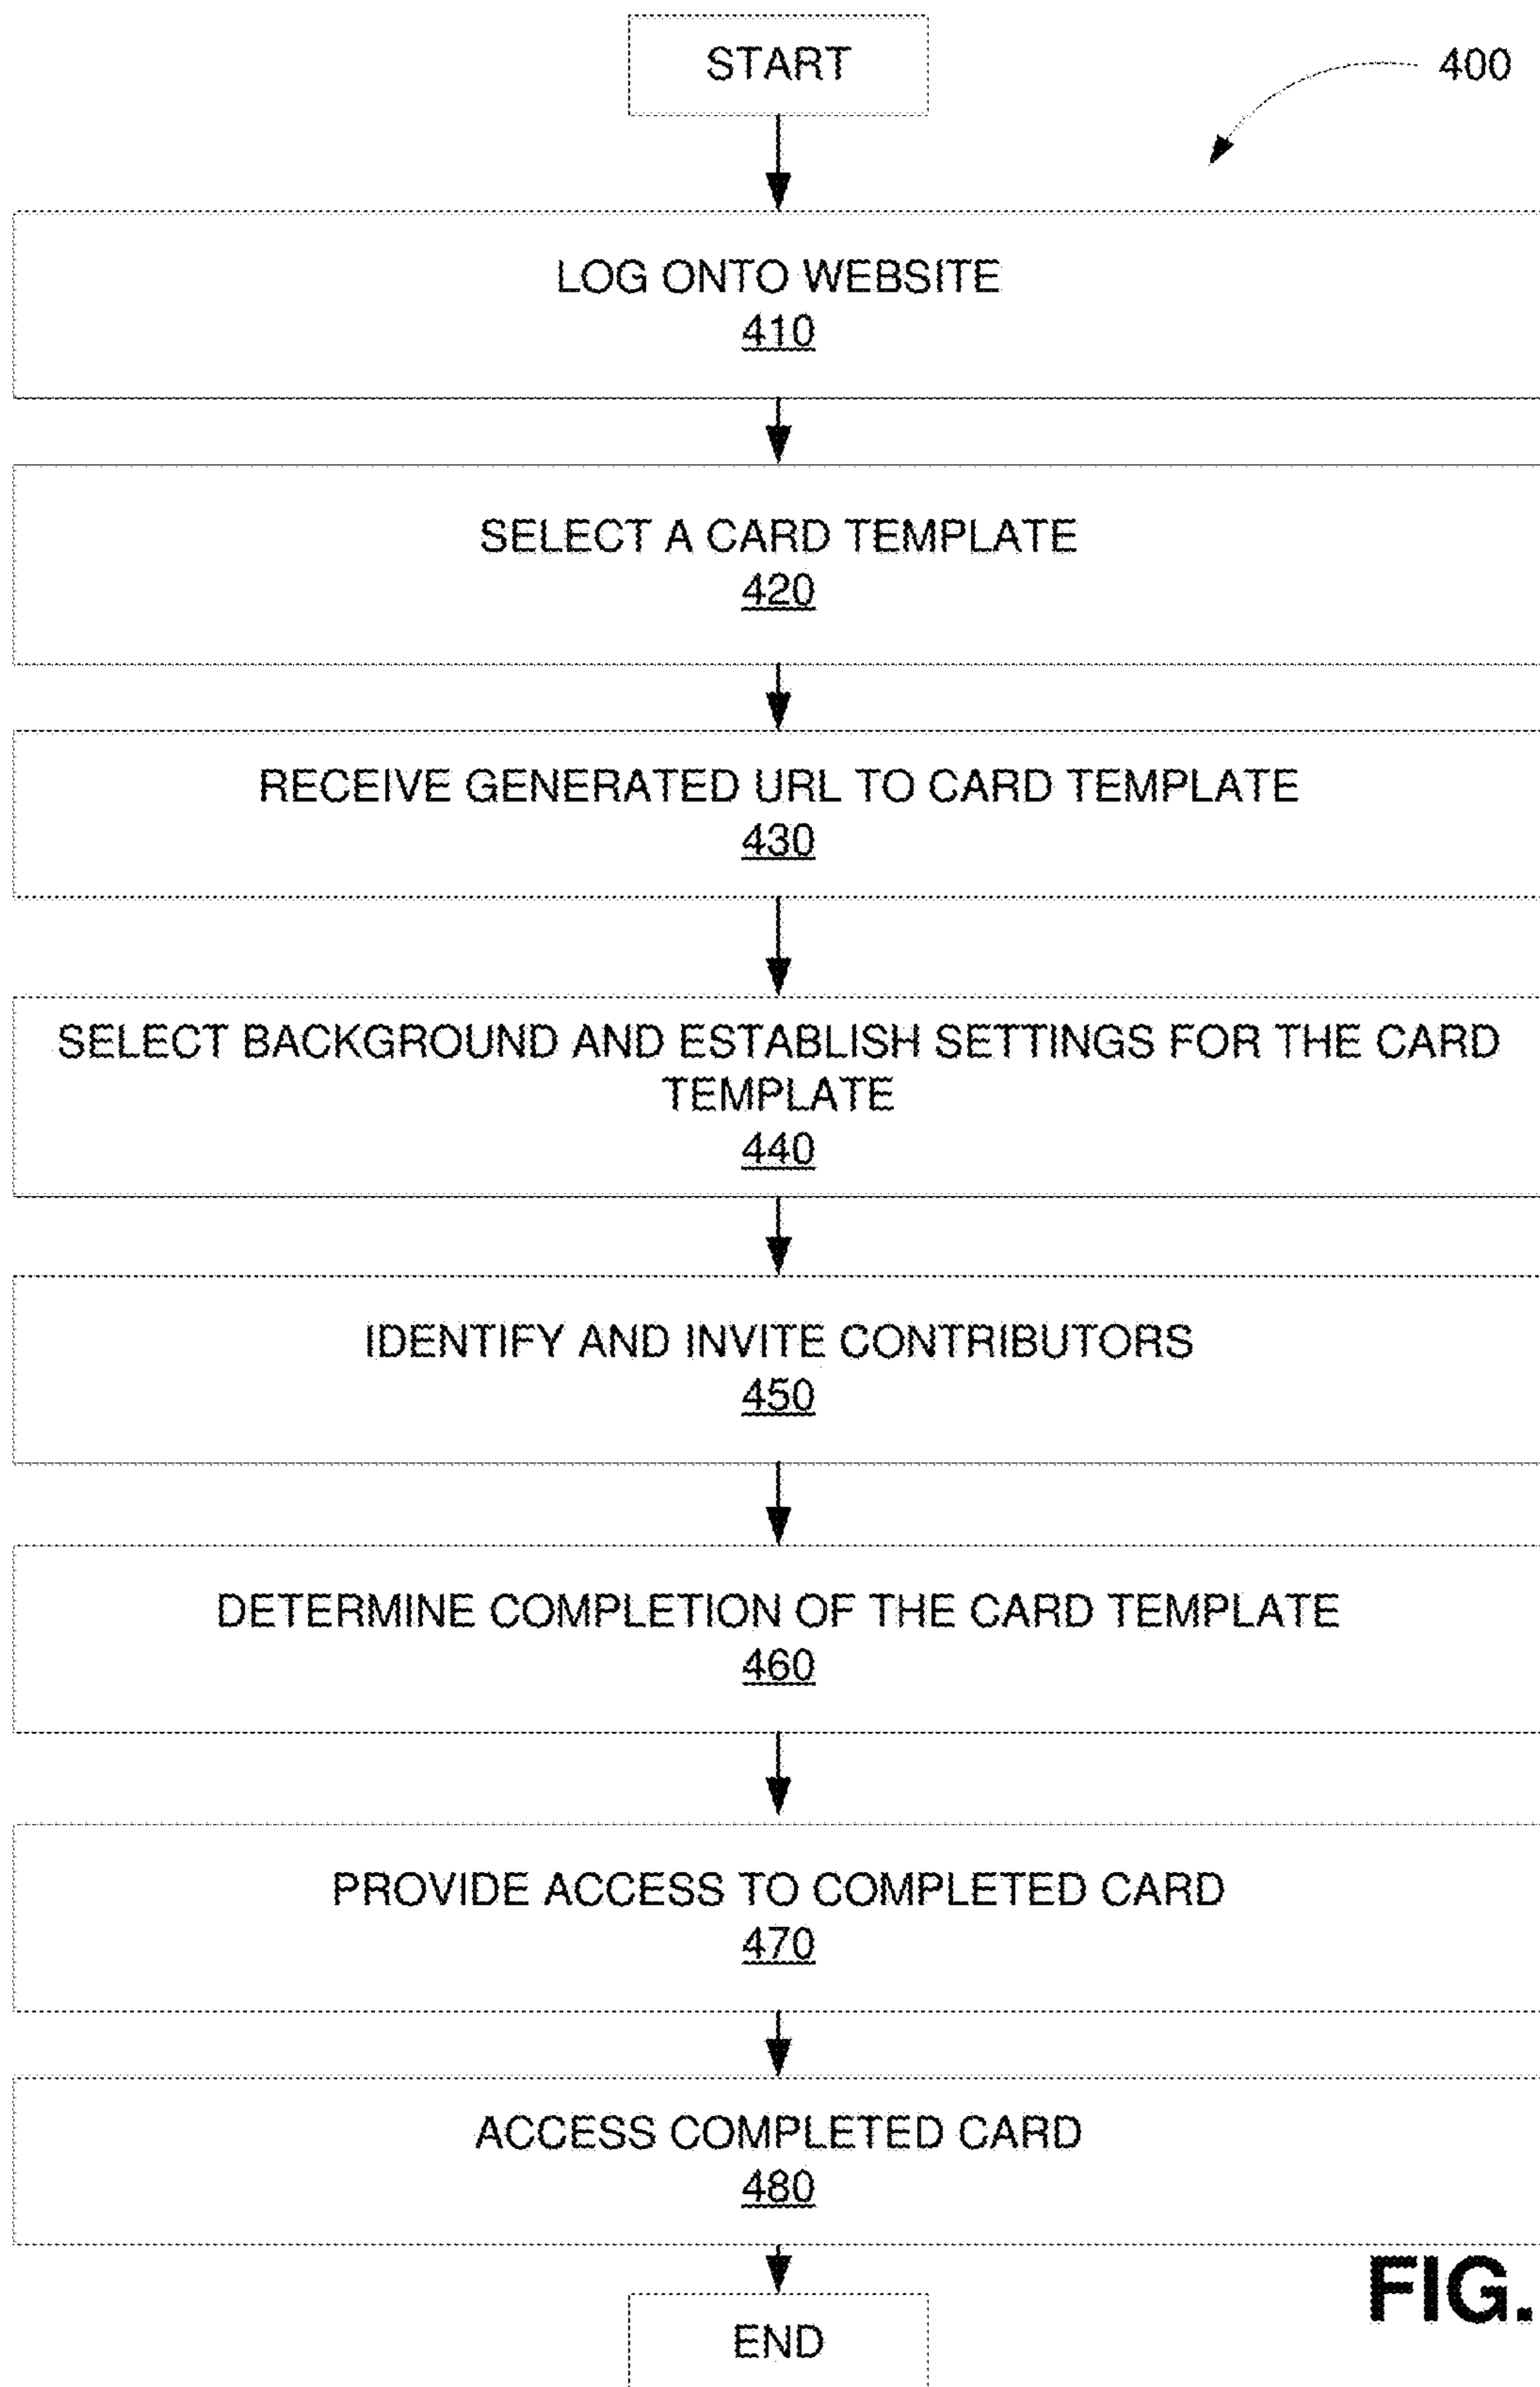 START
400
LOG ONTO WEBSITE
410
SELECT A CARD TEMPLATE
420
RECEIVE GENERATED URL TO CARD TEMPLATE
430
SELECT BACKGROUND AND ESTABLISH SETTINGS FOR THE CARD
TEMPLATE
440
IDENTIFY AND INVITE CONTRIBUTORS
450
DETERMINE COMPLETION OF THE CARD TEMPLATE
460
PROVIDE ACCESS TO COMPLETED CARD
470
ACCESS COMPLETED CARD
480
FIG.
END